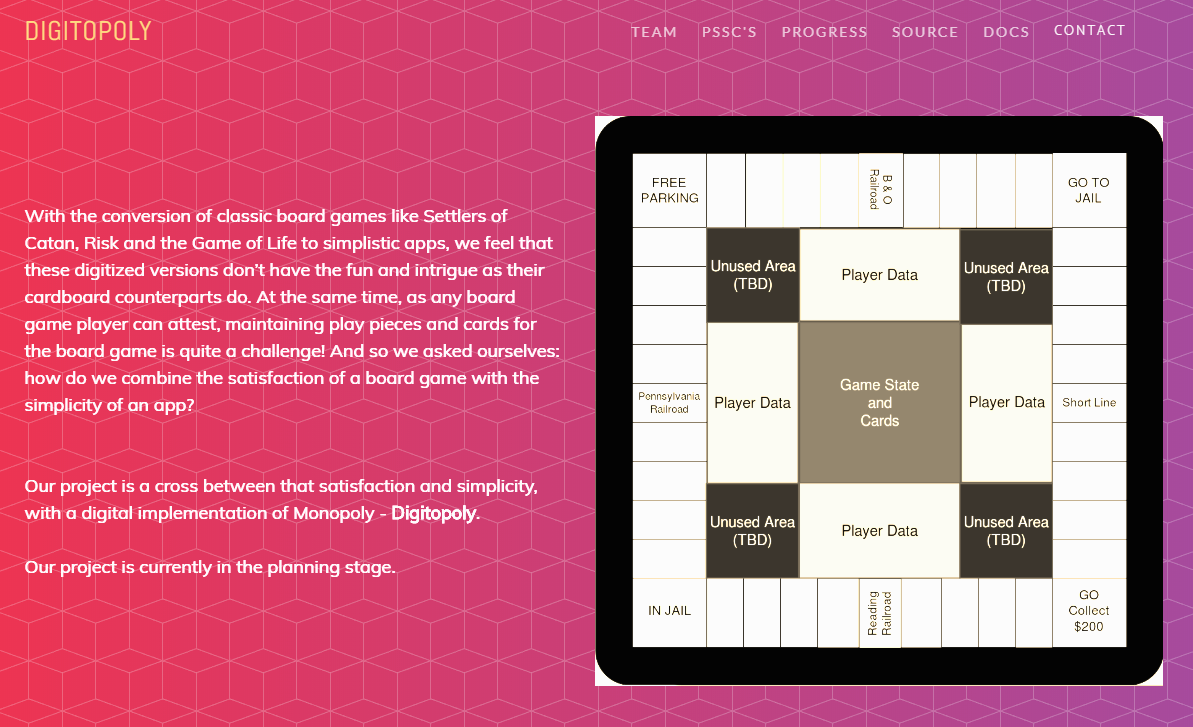 DIGITOPOLY
TEAM PSSC'S PROGRESS SOURCE DOCS CONTACT
With the conversion of classic board games like Settlers of
Catan, Risk and the Game of Life to simplistic apps, we feel that
these digitized versions don't have the fun and intrigue as their
cardboard counterparts do. At the same time, as any board
game player can attest, maintaining play pieces and cards for
the board game is quite a challenge! And so we asked ourselves:
how do we combine the satisfaction of a board game with the
simplicity of an app?
Our project is a cross between that satisfaction and simplicity,
with a digital implementation of Monopoly - Digitopoly.
Our project is currently in the planning stage.
FREE
PARKING
B & O
Railroad
GO TO
JAIL
Unused Area
(TBD)
Player Data
Unused Area
(TBD)
Pennsylvania
Railroad
Player Data
Game State
and
Cards
Player Data
Short Line
Unused Area
(TBD)
Player Data
Unused Area
(TBD)
IN JAIL
Reading
Railroad
GO
Collect
$200